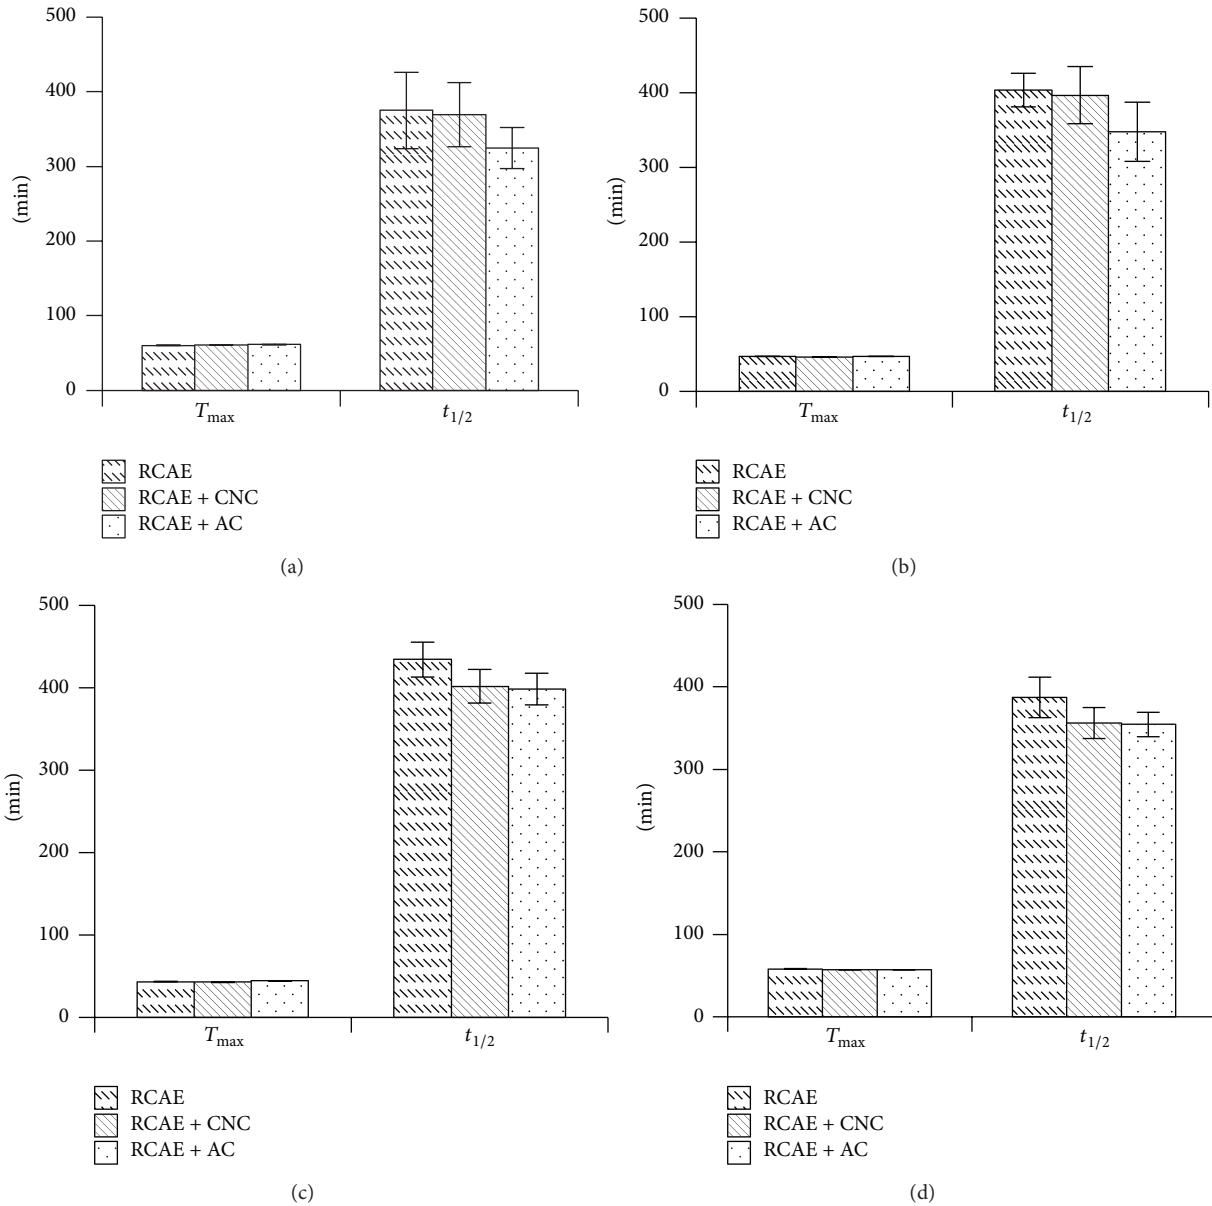 500
400
300
200
100
0
(min)
T_max
t_1/2
RCAE
RCAE + CNC
RCAE + AC
(a)
500
400
300
200
100
0
(min)
T_max
t_1/2
RCAE
RCAE + CNC
RCAE + AC
(b)
500
400
300
200
100
0
(min)
T_max
t_1/2
RCAE
RCAE + CNC
RCAE + AC
(c)
500
400
300
200
100
0
(min)
T_max
t_1/2
RCAE
RCAE + CNC
RCAE + AC
(d)